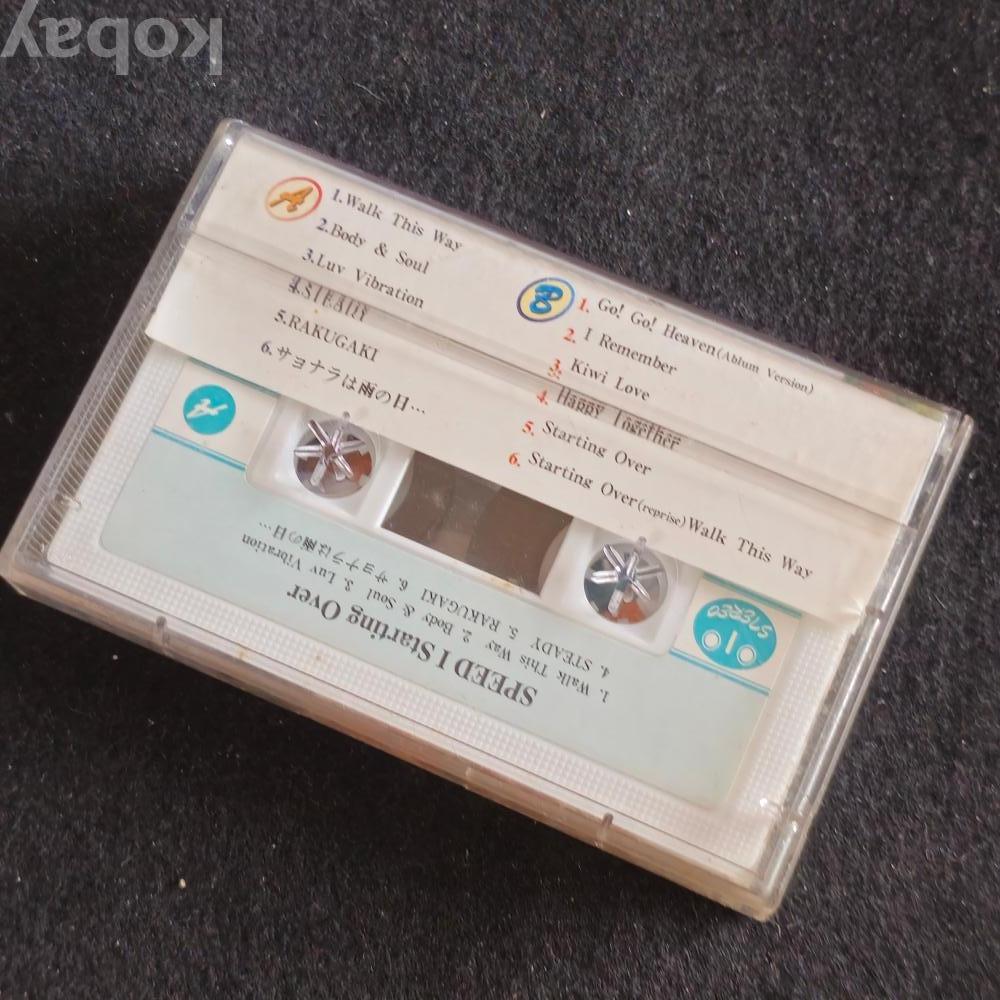 kobay
A
1.Walk This Way
2.Body & Soul
3.Luv Vibration
5.RAKUGAKI
6.サヨナラは雨の日…
B
1. Go! Go! Heaven(Ablum Version)
2. I Remember
3. Kiwi Love
4. Happy Together
5. Starting Over
6. Starting Over(reprise)Walk This Way
A
STEREO
SPEED I Starting Over
1. Walk This Way 2. Body & Soul 3. Luv Vibration
4. STEADY 5. RAKUGAKI 6. サヨナラは雨の日…